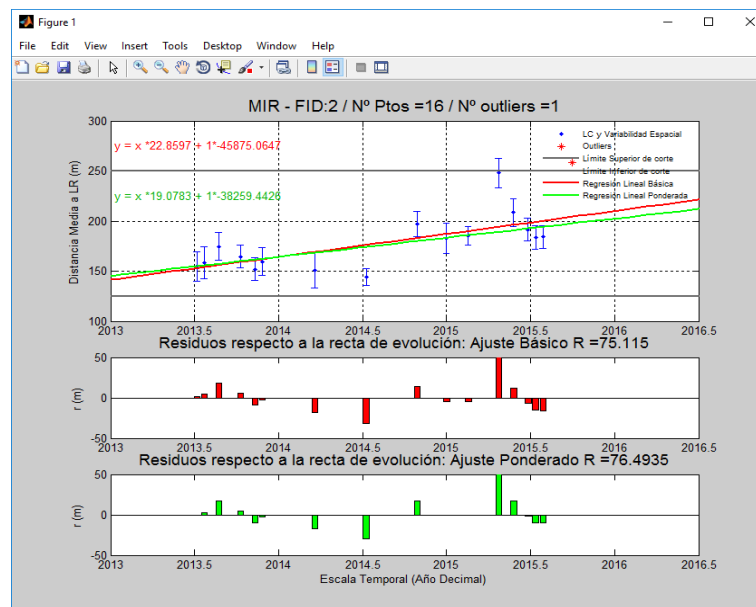 Figure 1
File Edit View Insert Tools Desktop Window Help
MIR - FID:2 / Nº Ptos =16 / Nº outliers =1
Distancia Media a LR (m)
300
250
200
150
100
y = x *22.8597 + 1*-45875.0647
y = x *19.0783 + 1*-38259.4426
LC y Variabilidad Espacial
Outliers
Límite Superior de corte
Límite Inferior de corte
Regresión Lineal Básica
Regresión Lineal Ponderada
2013 2013.5 2014 2014.5 2015 2015.5 2016 2016.5
Residuos respecto a la recta de evolución: Ajuste Básico R =75.115
r (m)
50
0
-50
2013 2013.5 2014 2014.5 2015 2015.5 2016 2016.5
Residuos respecto a la recta de evolución: Ajuste Ponderado R =76.4935
r (m)
50
0
-50
2013 2013.5 2014 2014.5 2015 2015.5 2016 2016.5
Escala Temporal (Año Decimal)